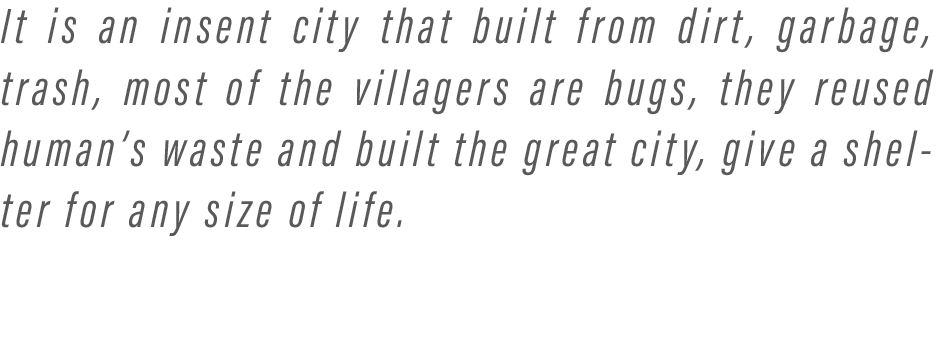 It is an insent city that built from dirt, garbage,
trash, most of the villagers are bugs, they reused
human’s waste and built the great city, give a shel-
ter for any size of life.